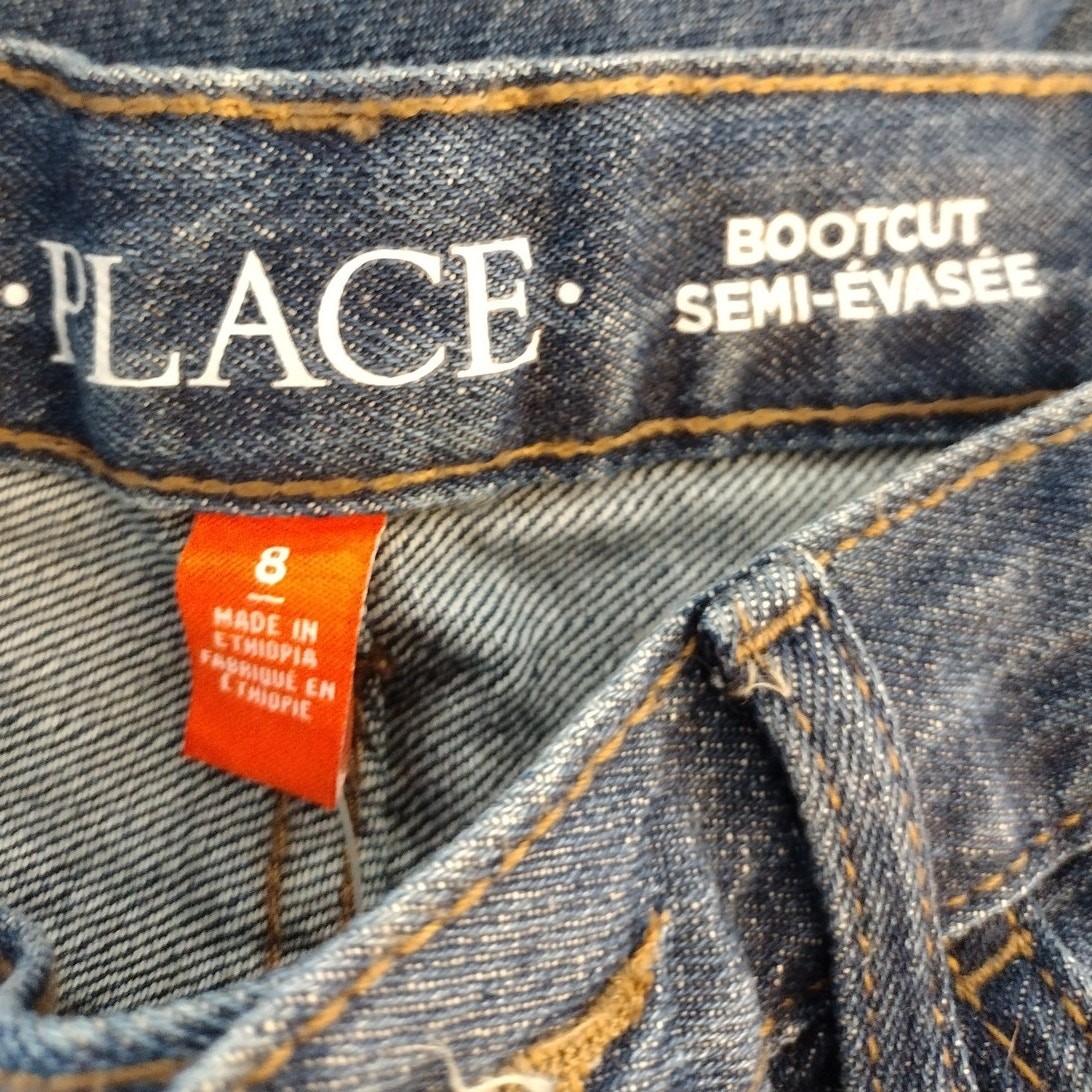 • PLACE •
BOOTCUT
SEMI-ÉVASÉE
8
MADE IN
ETHIOPIA
FABRIQUÉ EN
ÉTHIOPIE